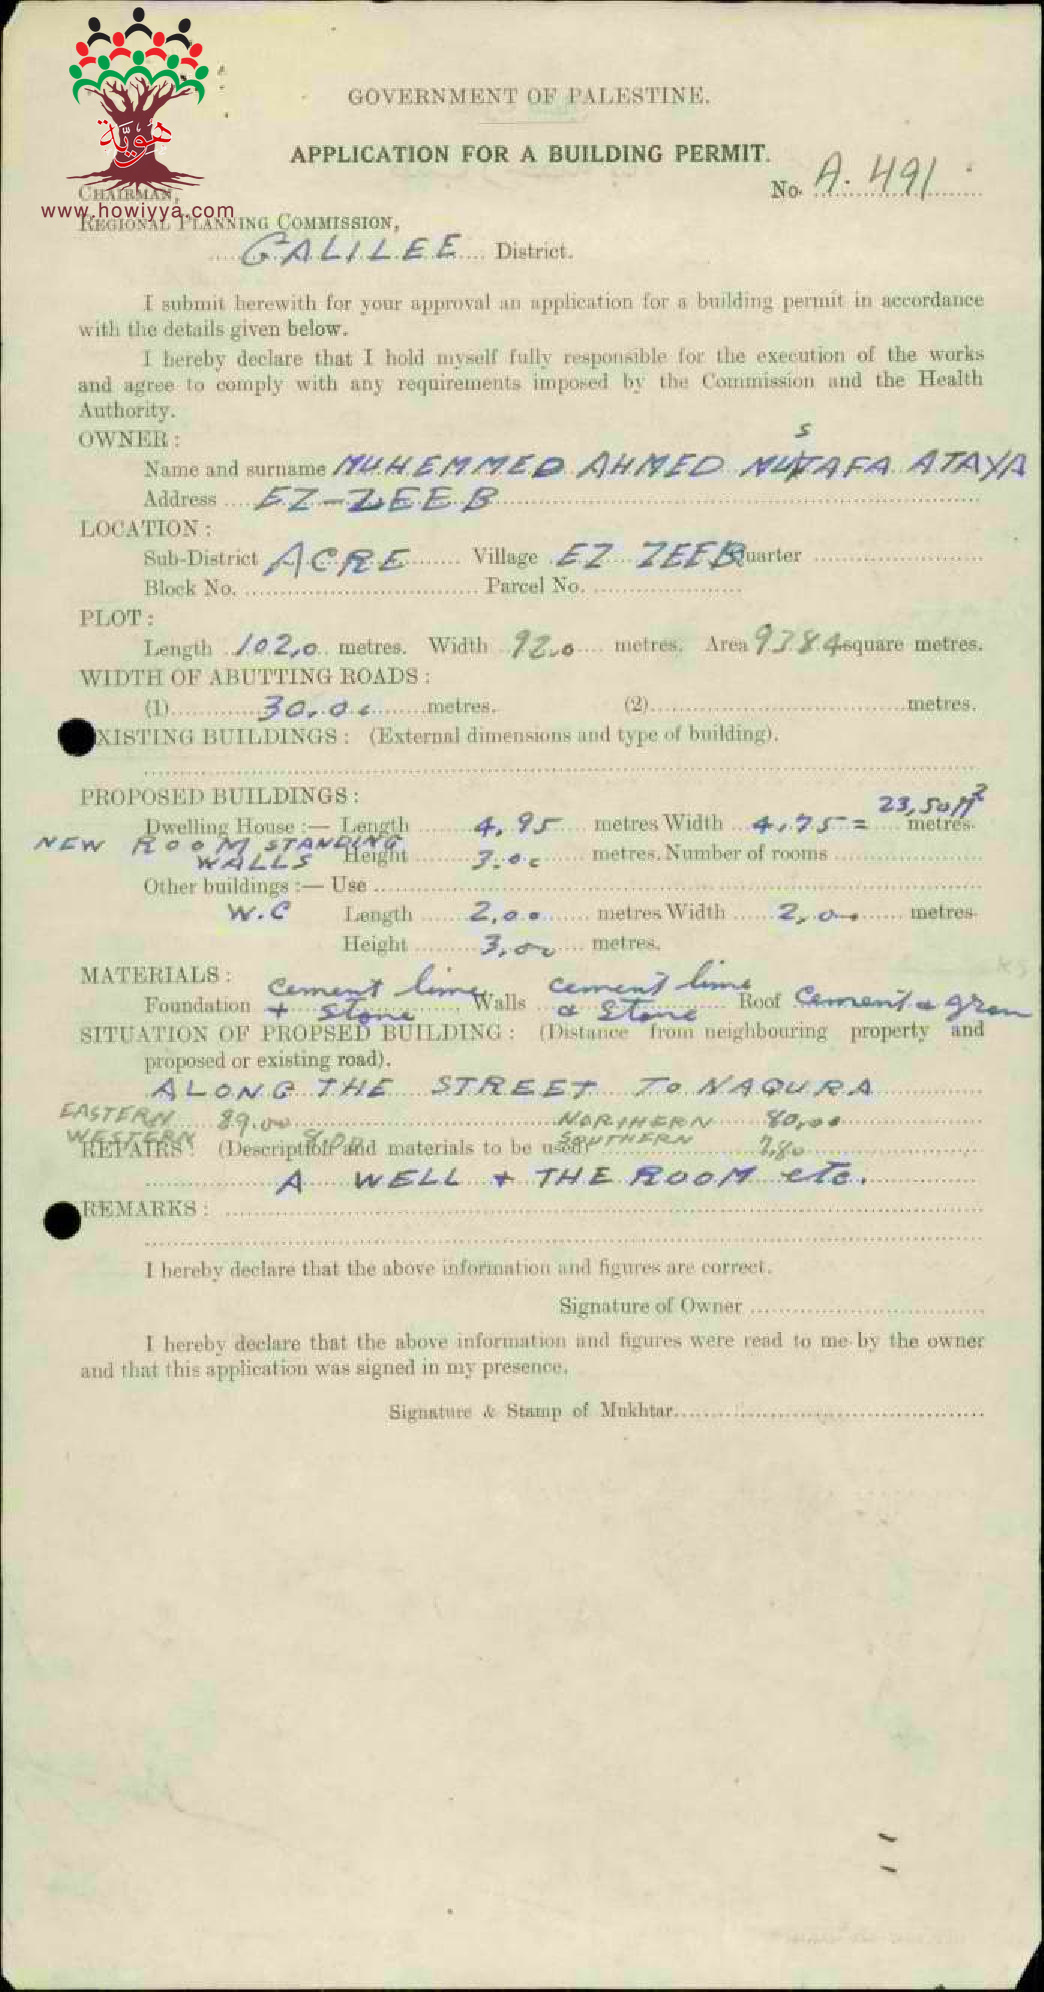 هوية
www.howiyya.com
GOVERNMENT OF PALESTINE.
APPLICATION FOR A BUILDING PERMIT.
No. A. 491
CHAIRMAN,
REGIONAL PLANNING COMMISSION,
GALILEE District.
I submit herewith for your approval an application for a building permit in accordance
with the details given below.
I hereby declare that I hold myself fully responsible for the execution of the works
and agree to comply with any requirements imposed by the Commission and the Health
Authority.
OWNER :
S
Name and surname MUHEMMED AHMED MUTAFA ATAYA
Address EZ-ZEEB
LOCATION :
Sub-District ACRE Village EZ ZEEB Quarter
Block No. Parcel No.
PLOT :
Length 102,0 metres. Width 92,0 metres. Area 9384 square metres.
WIDTH OF ABUTTING ROADS :
(1) 30,00 metres. (2) metres.
EXISTING BUILDINGS : (External dimensions and type of building).
PROPOSED BUILDINGS :
23,50 M2
Dwelling House :— Length 4,95 metres Width 4,75 = metres.
NEW ROOM STANDING
WALLS Height 3.00 metres. Number of rooms
Other buildings :— Use
W.C Length 2,00 metres Width 2,00 metres.
Height 3,00 metres.
MATERIALS :
cement lime cement lime
Foundation + stone Walls & stone Roof Cement &
SITUATION OF PROPSED BUILDING : (Distance from neighbouring property and
proposed or existing road).
ALONG THE STREET TO NAQURA
EASTERN 89.00 NORTHERN 80,00
WESTERN 8.00 SOUTHERN 7,80
REPAIRS : (Description and materials to be used)
A WELL + THE ROOM etc.
REMARKS :
I hereby declare that the above information and figures are correct.
Signature of Owner
I hereby declare that the above information and figures were read to me by the owner
and that this application was signed in my presence.
Signature & Stamp of Mukhtar